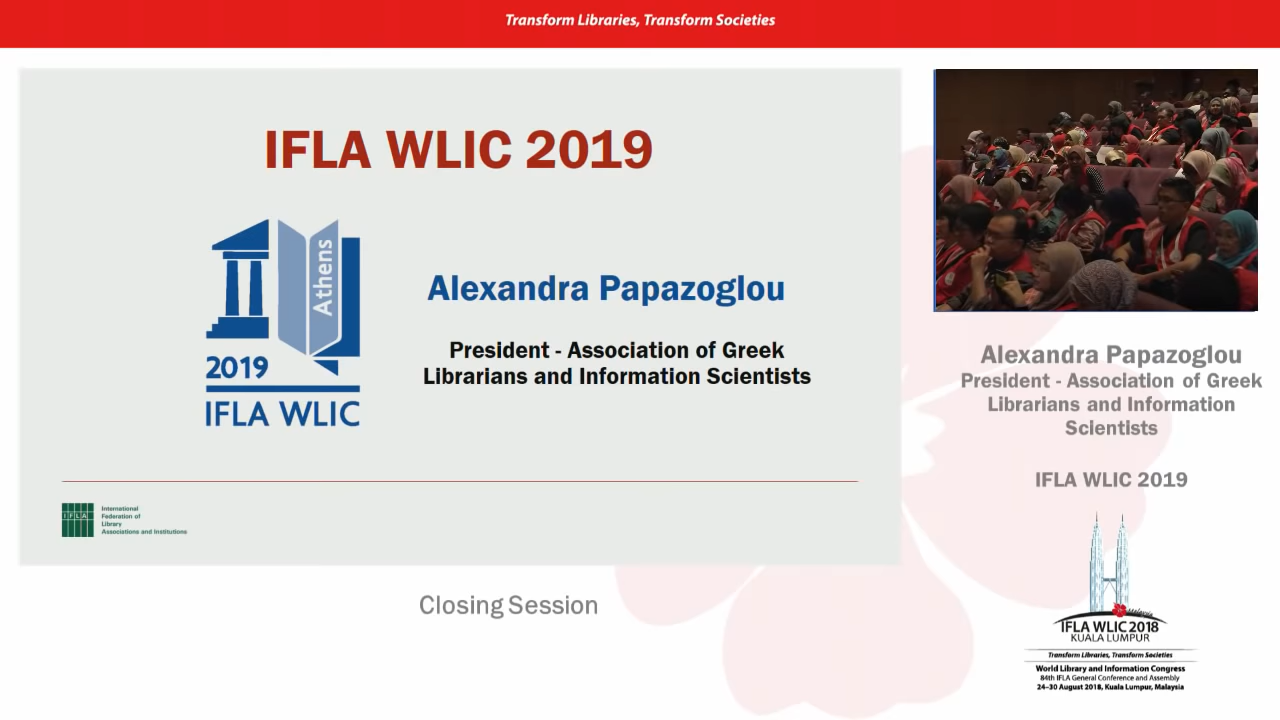 Transform Libraries, Transform Societies
IFLA WLIC 2019
Athens
2019
IFLA WLIC
Alexandra Papazoglou
President - Association of Greek
Librarians and Information Scientists
IFLA
International
Federation of
Library
Associations and Institutions
Closing Session
Alexandra Papazoglou
President - Association of Greek
Librarians and Information
Scientists
IFLA WLIC 2019
Malaysia
IFLA WLIC 2018
KUALA LUMPUR
Transform Libraries, Transform Societies
World Library and Information Congress
84th IFLA General Conference and Assembly
24–30 August 2018, Kuala Lumpur, Malaysia